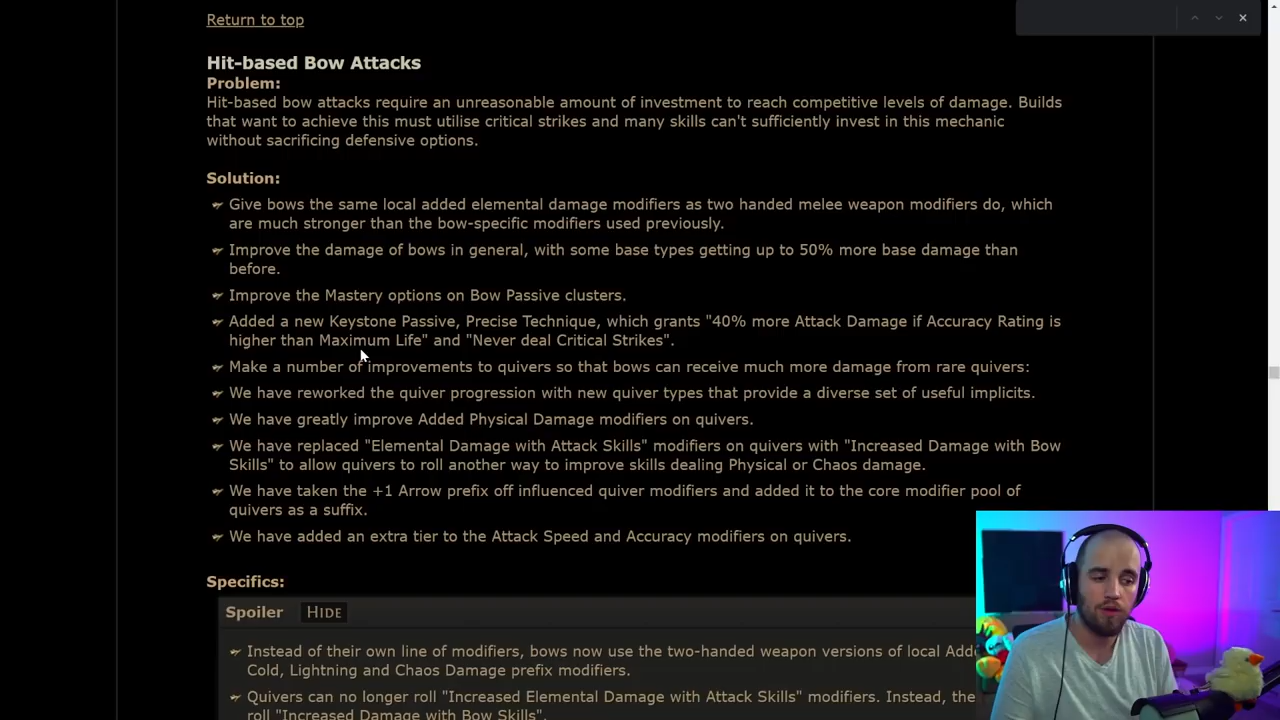 Return to top
Hit-based Bow Attacks
Problem:
Hit-based bow attacks require an unreasonable amount of investment to reach competitive levels of damage. Builds
that want to achieve this must utilise critical strikes and many skills can't sufficiently invest in this mechanic
without sacrificing defensive options.
Solution:
Give bows the same local added elemental damage modifiers as two handed melee weapon modifiers do, which
are much stronger than the bow-specific modifiers used previously.
Improve the damage of bows in general, with some base types getting up to 50% more base damage than
before.
Improve the Mastery options on Bow Passive clusters.
Added a new Keystone Passive, Precise Technique, which grants "40% more Attack Damage if Accuracy Rating is
higher than Maximum Life" and "Never deal Critical Strikes".
Make a number of improvements to quivers so that bows can receive much more damage from rare quivers:
We have reworked the quiver progression with new quiver types that provide a diverse set of useful implicits.
We have greatly improve Added Physical Damage modifiers on quivers.
We have replaced "Elemental Damage with Attack Skills" modifiers on quivers with "Increased Damage with Bow
Skills" to allow quivers to roll another way to improve skills dealing Physical or Chaos damage.
We have taken the +1 Arrow prefix off influenced quiver modifiers and added it to the core modifier pool of
quivers as a suffix.
We have added an extra tier to the Attack Speed and Accuracy modifiers on quivers.
Specifics:
Spoiler HIDE
Instead of their own line of modifiers, bows now use the two-handed weapon versions of local
Cold, Lightning and Chaos Damage prefix modifiers.
Quivers can no longer roll "Increased Elemental Damage with Attack Skills" modifiers. Instead, the
roll "Increased Damage with Bow Skills".